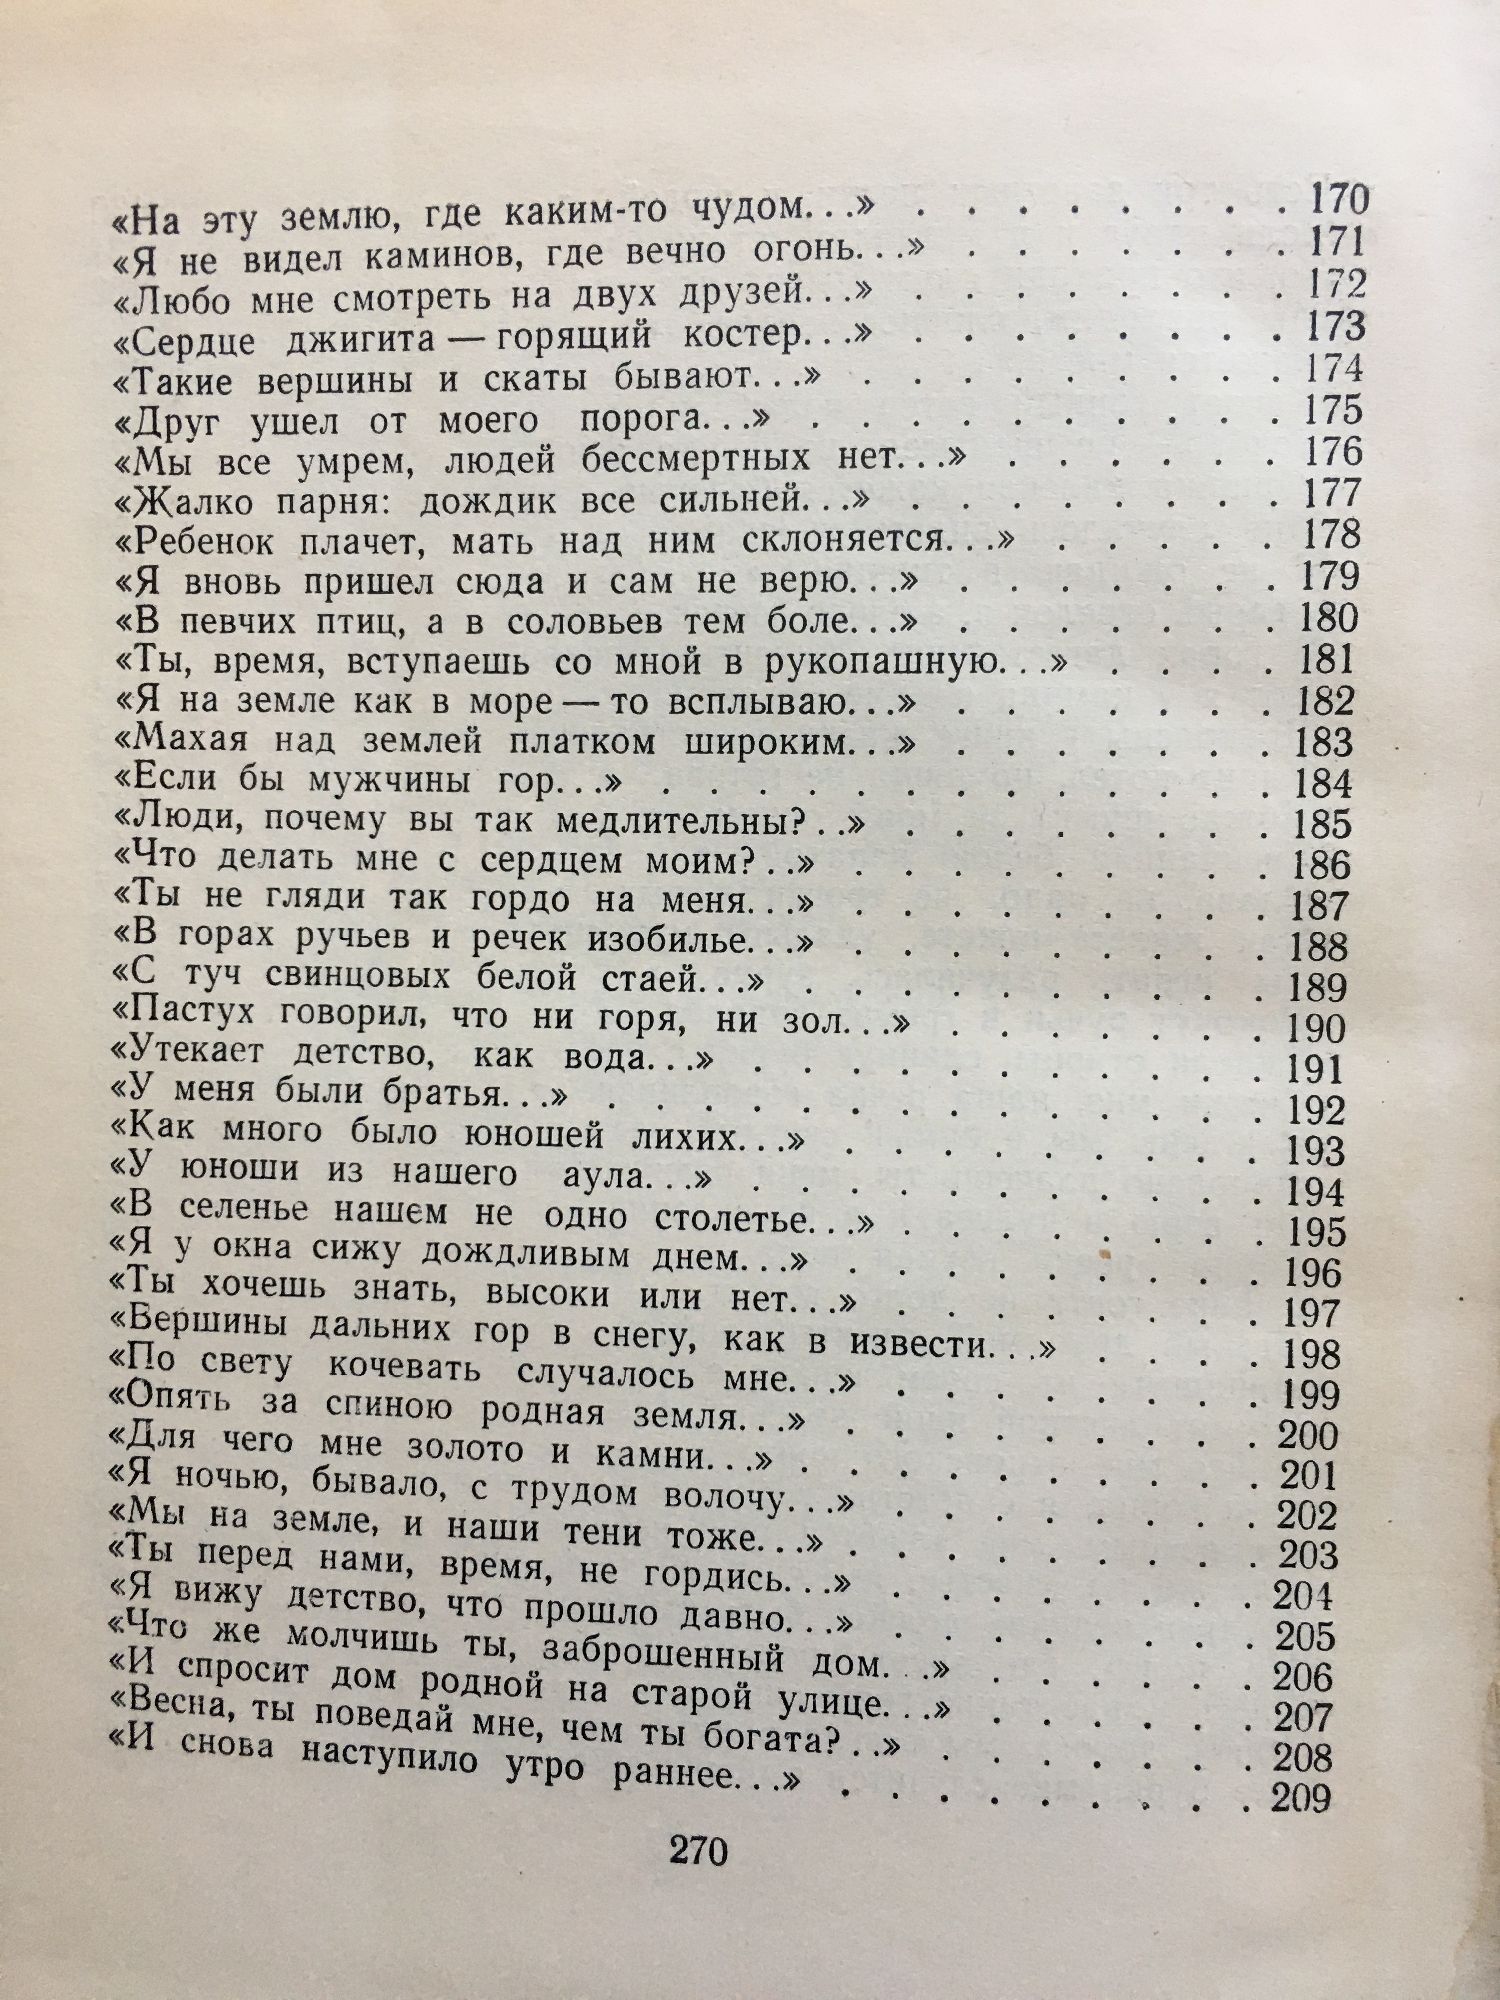 «На эту землю, где каким-то чудом. . .» . . . . . . . . 170
«Я не видел каминов, где вечно огонь. . .» . . . . . . . 171
«Любо мне смотреть на двух друзей. . .» . . . . . . . . 172
«Сердце джигита — горящий костер. . .» . . . . . . . . 173
«Такие вершины и скаты бывают. . .» . . . . . . . . . 174
«Друг ушел от моего порога. . .» . . . . . . . . . . 175
«Мы все умрем, людей бессмертных нет. . .» . . . . . . 176
«Жалко парня: дождик все сильней. . .» . . . . . . . . 177
«Ребенок плачет, мать над ним склоняется. . .» . . . . . 178
«Я вновь пришел сюда и сам не верю. . .» . . . . . . . 179
«В певчих птиц, а в соловьев тем боле. . .» . . . . . . . 180
«Ты, время, вступаешь со мной в рукопашную. . .» . . . . 181
«Я на земле как в море — то всплываю. . .» . . . . . . . 182
«Махая над землей платком широким. . .» . . . . . . . 183
«Если бы мужчины гор. . .» . . . . . . . . . . . . . 184
«Люди, почему вы так медлительны? . .» . . . . . . . . 185
«Что делать мне с сердцем моим? . .» . . . . . . . . . 186
«Ты не гляди так гордо на меня. . .» . . . . . . . . . 187
«В горах ручьев и речек изобилье. . .» . . . . . . . . . 188
«С туч свинцовых белой стаей. . .» . . . . . . . . . . 189
«Пастух говорил, что ни горя, ни зол. . .» . . . . . . . 190
«Утекает детство, как вода. . .» . . . . . . . . . . . 191
«У меня были братья. . .» . . . . . . . . . . . . . . 192
«Как много было юношей лихих. . .» . . . . . . . . . 193
«У юноши из нашего аула. . .» . . . . . . . . . . . 194
«В селенье нашем не одно столетье. . .» . . . . . . . . 195
«Я у окна сижу дождливым днем. . .» . . . . . . . . . 196
«Ты хочешь знать, высоки или нет. . .» . . . . . . . . 197
«Вершины дальних гор в снегу, как в извести. . .» . . . . 198
«По свету кочевать случалось мне. . .» . . . . . . . . 199
«Опять за спиною родная земля. . .» . . . . . . . . . 200
«Для чего мне золото и камни. . .» . . . . . . . . . . 201
«Я ночью, бывало, с трудом волочу. . .» . . . . . . . . 202
«Мы на земле, и наши тени тоже. . .» . . . . . . . . . 203
«Ты перед нами, время, не гордись. . .» . . . . . . . . 204
«Я вижу детство, что прошло давно. . .» . . . . . . . . 205
«Что же молчишь ты, заброшенный дом. . .» . . . . . . 206
«И спросит дом родной на старой улице. . .» . . . . . . 207
«Весна, ты поведай мне, чем ты богата? . .» . . . . . . . 208
«И снова наступило утро раннее. . .» . . . . . . . . . 209
270